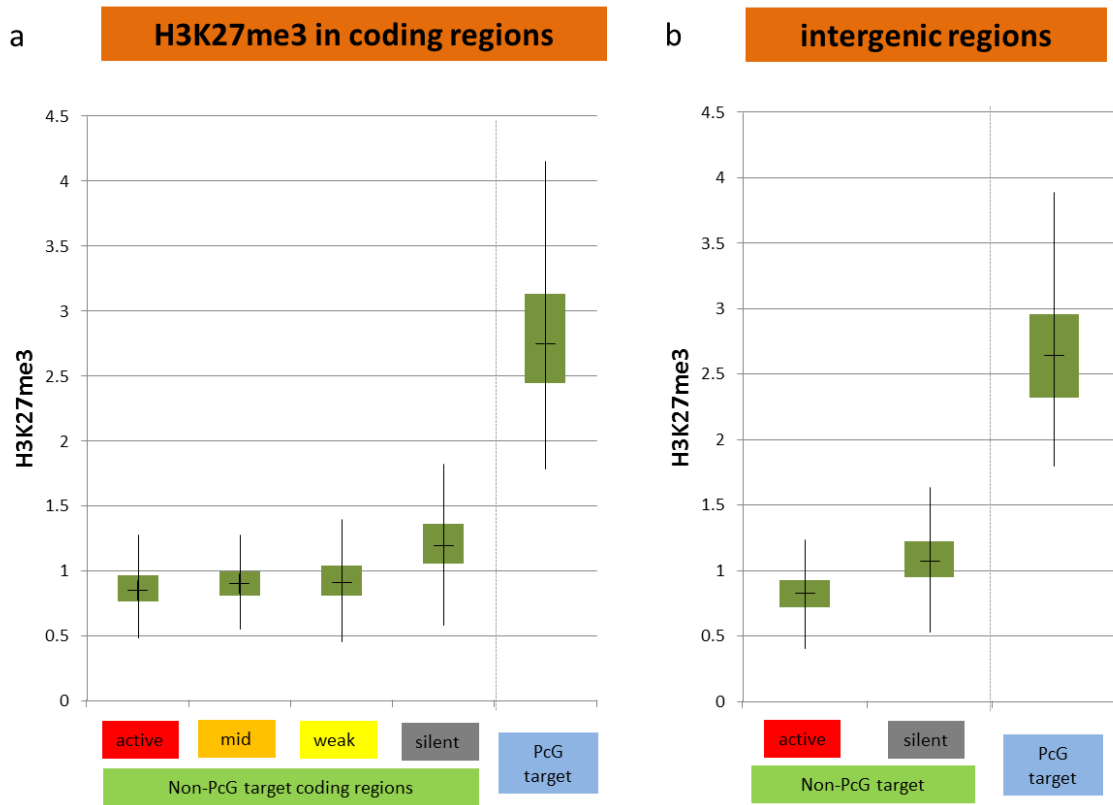 a
H3K27me3 in coding regions
H3K27me3
4.5
4
3.5
3
2.5
2
1.5
1
0.5
0
active
mid
weak
silent
PcG
target
Non-PcG target coding regions
b
intergenic regions
H3K27me3
4.5
4
3.5
3
2.5
2
1.5
1
0.5
0
active
silent
PcG
target
Non-PcG target